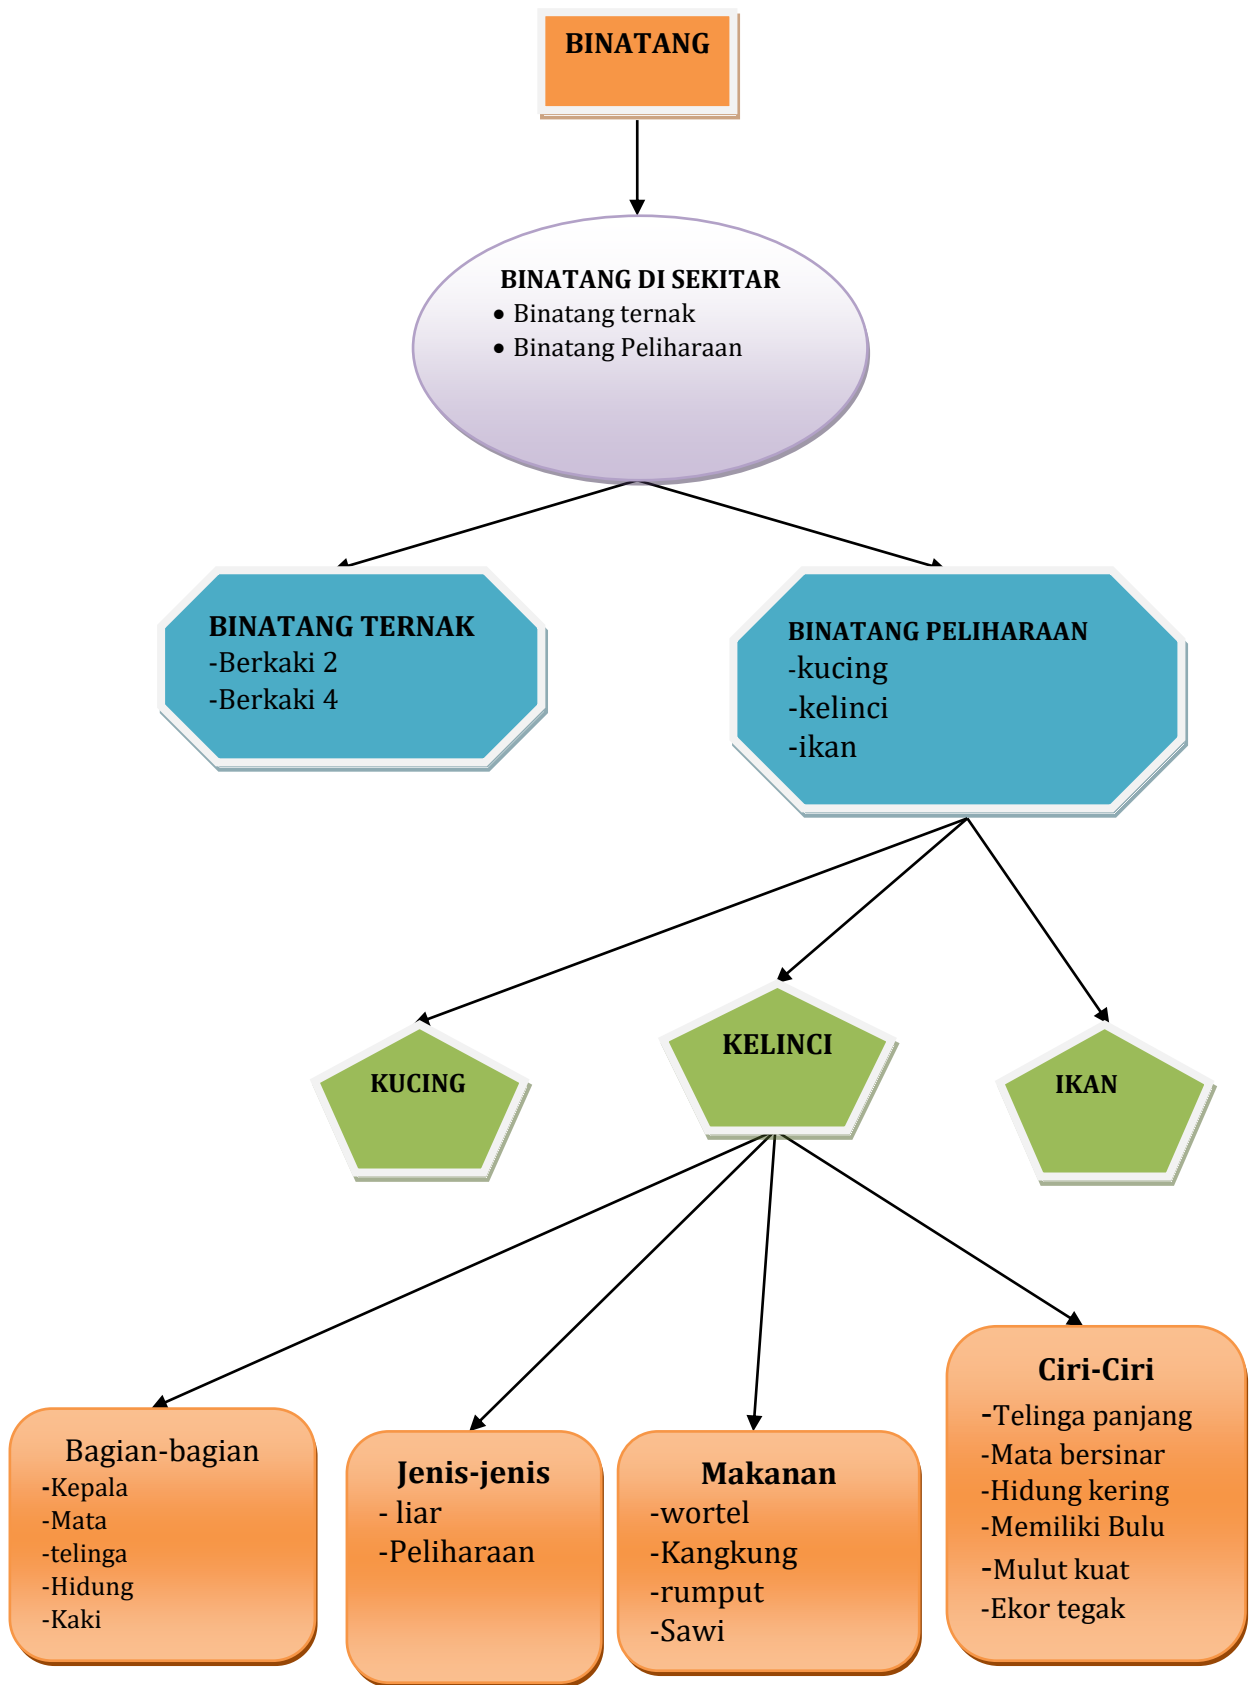 BINATANG
BINATANG DI SEKITAR
• Binatang ternak
• Binatang Peliharaan
BINATANG TERNAK
-Berkaki 2
-Berkaki 4
BINATANG PELIHARAAN
-kucing
-kelinci
-ikan
KUCING
KELINCI
IKAN
Bagian-bagian
-Kepala
-Mata
-telinga
-Hidung
-Kaki
Jenis-jenis
- liar
-Peliharaan
Makanan
-wortel
-Kangkung
-rumput
-Sawi
Ciri-Ciri
-Telinga panjang
-Mata bersinar
-Hidung kering
-Memiliki Bulu
-Mulut kuat
-Ekor tegak